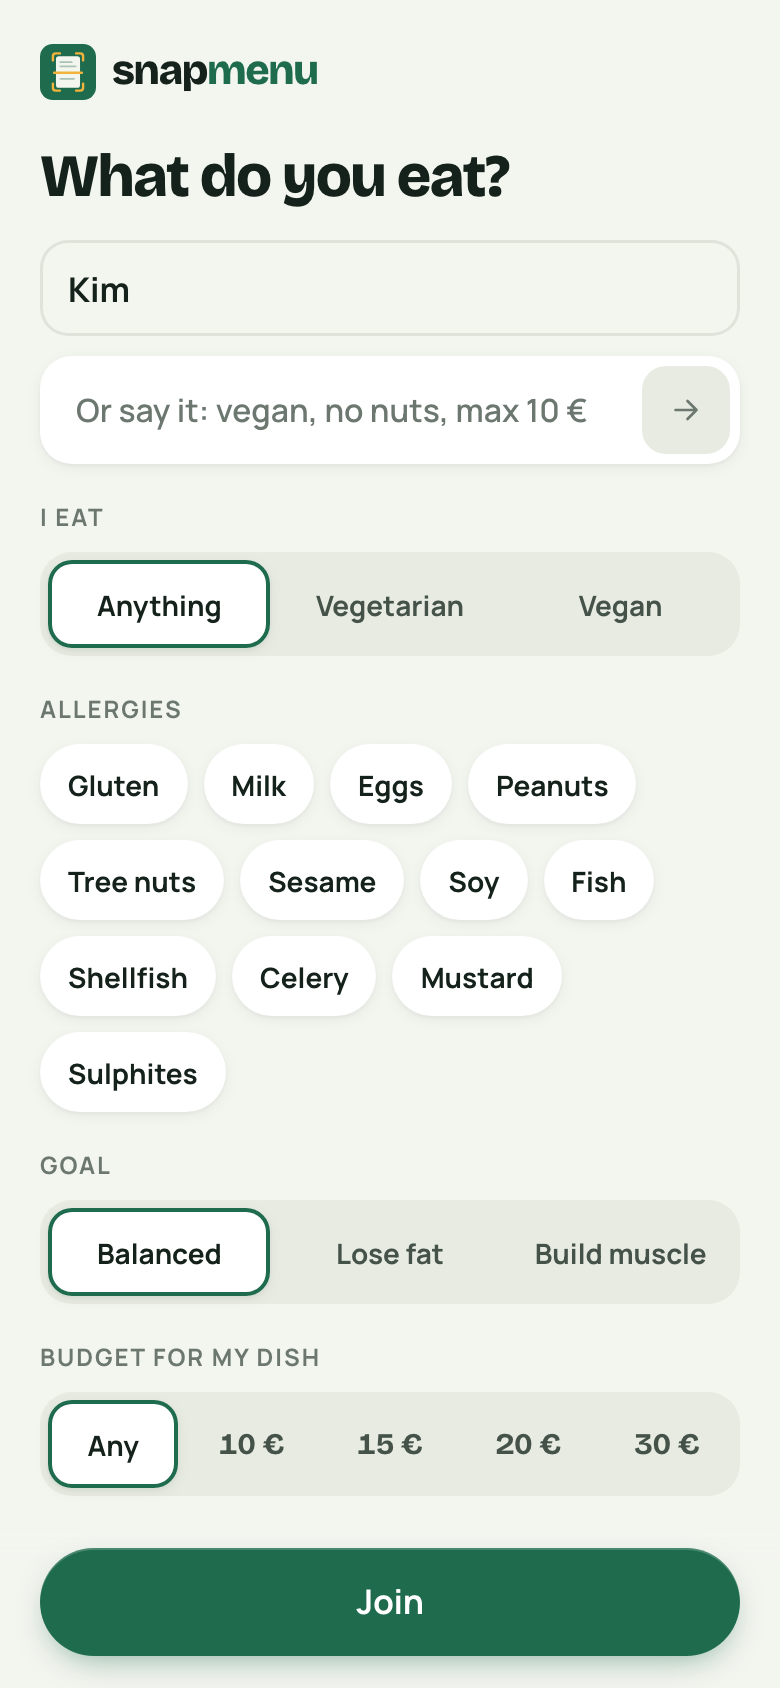 snapmenu
What do you eat?
Kim
Or say it: vegan, no nuts, max 10 €
I EAT
Anything Vegetarian Vegan
ALLERGIES
Gluten Milk Eggs Peanuts
Tree nuts Sesame Soy Fish
Shellfish Celery Mustard
Sulphites
GOAL
Balanced Lose fat Build muscle
BUDGET FOR MY DISH
Any 10 € 15 € 20 € 30 €
Join